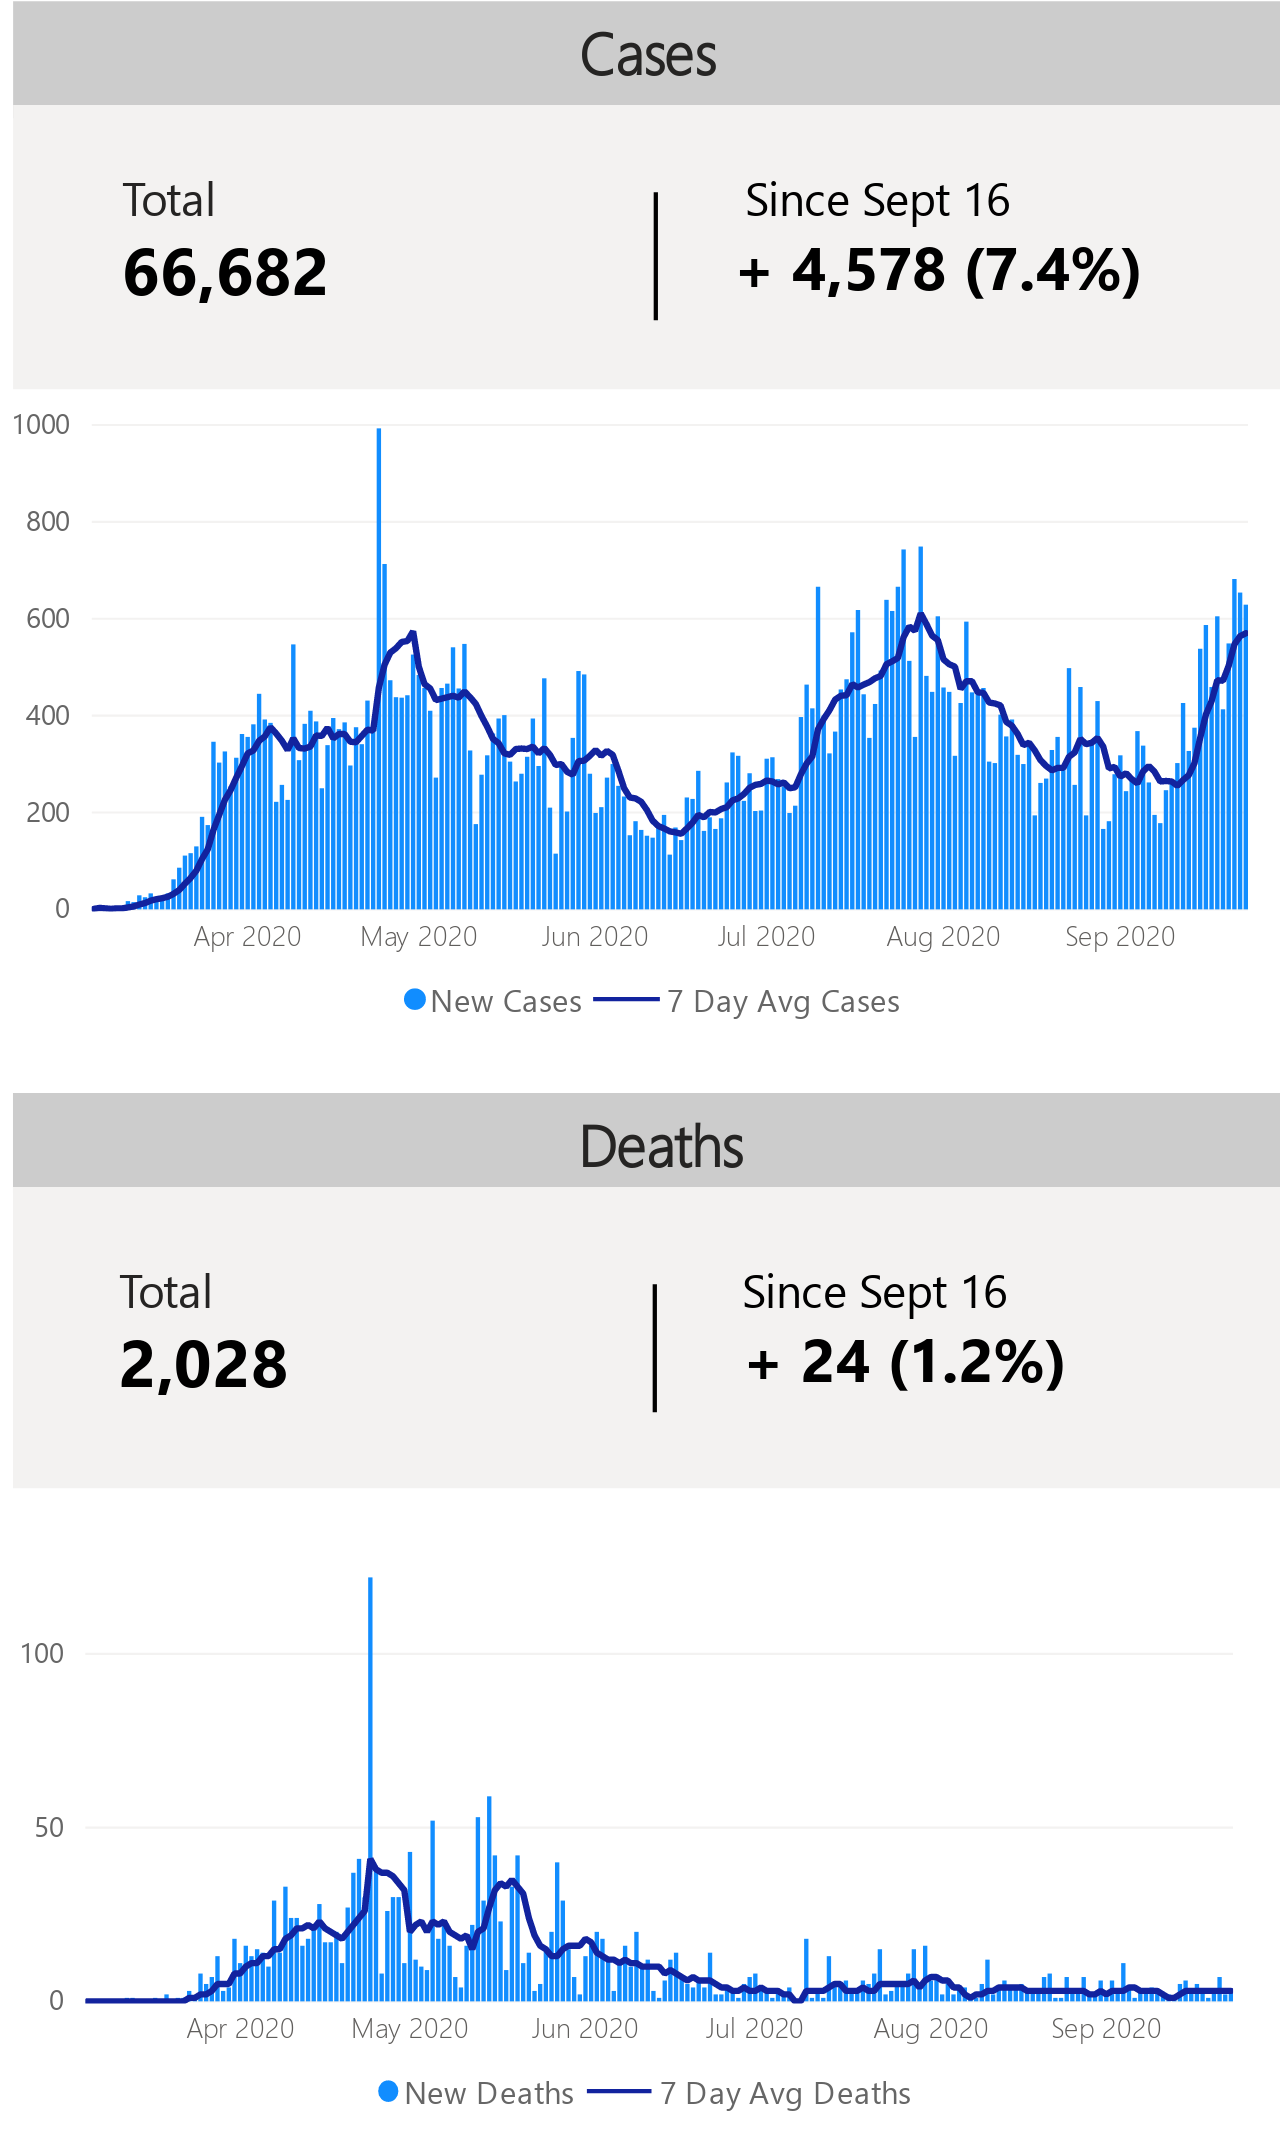 Cases
Total
Since Sept 16
66,682
+ 4,578 (7.4%)
1000
800
600
400
200
0
Apr 2020
May 2020
Jun 2020
Jul 2020
Aug 2020
Sep 2020
New Cases
7 Day Avg Cases
Deaths
Total
Since Sept 16
2,028
+ 24 (1.2%)
100
50
0
Apr 2020
May 2020
Jun 2020
Jul 2020
Aug 2020
Sep 2020
New Deaths
7 Day Avg Deaths